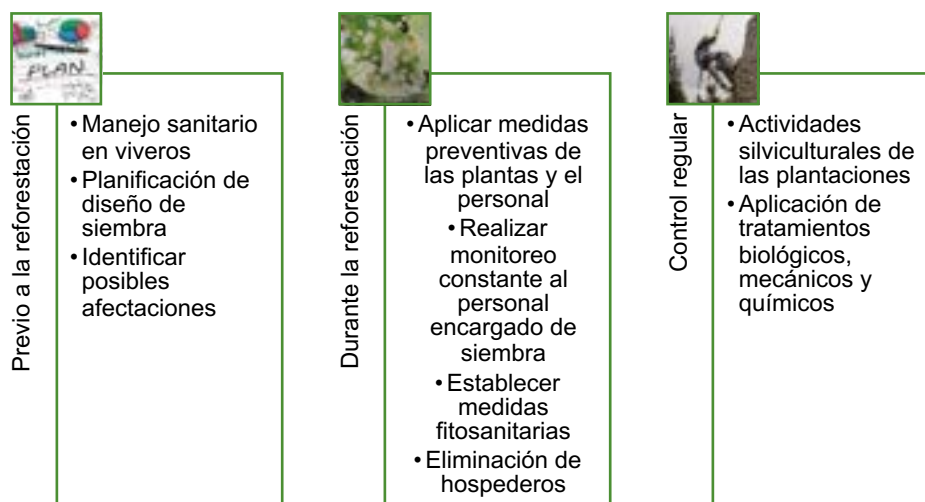 PLAN
Previo a la reforestación
• Manejo sanitario
en viveros
• Planificación de
diseño de
siembra
• Identificar
posibles
afectaciones
Durante la reforestación
• Aplicar medidas
preventivas de
las plantas y el
personal
• Realizar
monitoreo
constante al
personal
encargado de
siembra
• Establecer
medidas
fitosanitarias
• Eliminación de
hospederos
Control regular
• Actividades
silviculturales de
las plantaciones
• Aplicación de
tratamientos
biológicos,
mecánicos y
químicos